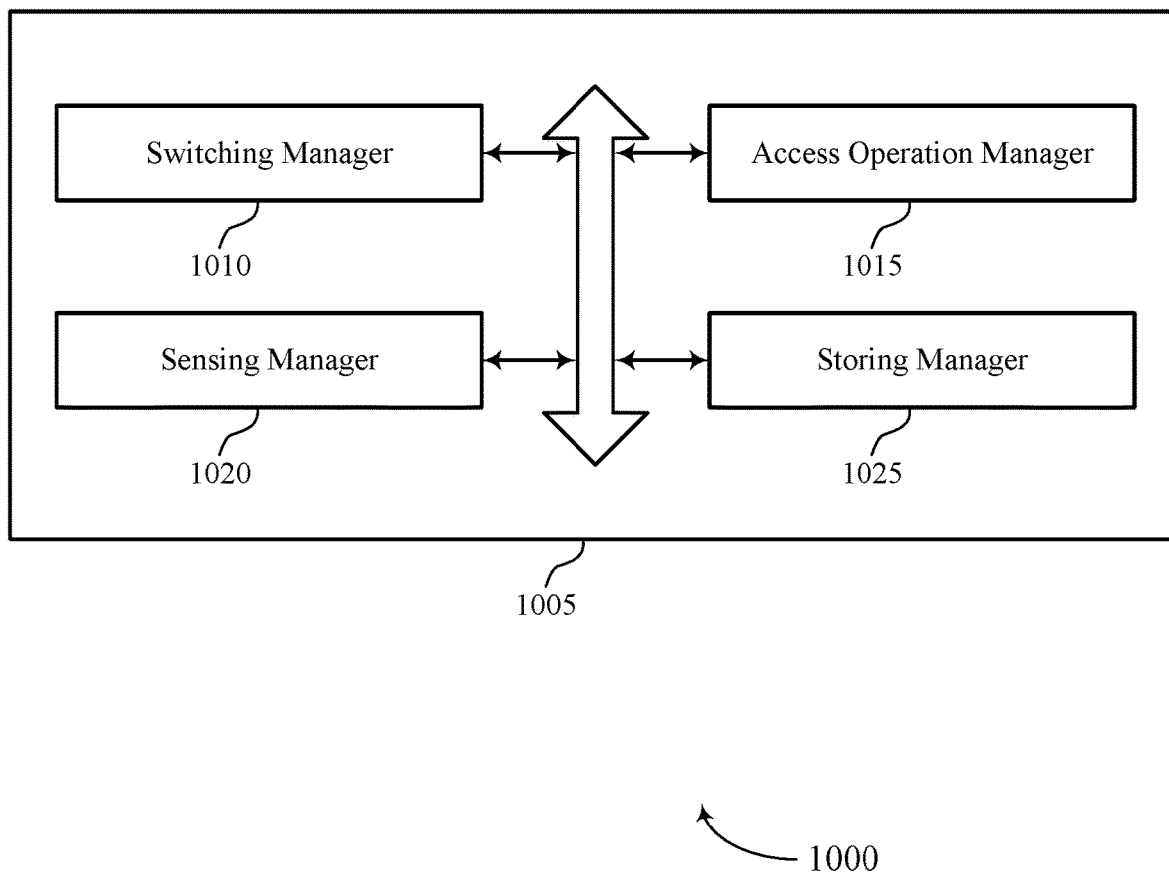 Switching Manager
Access Operation Manager
1010
1015
Sensing Manager
Storing Manager
1020
1025
1005
1000